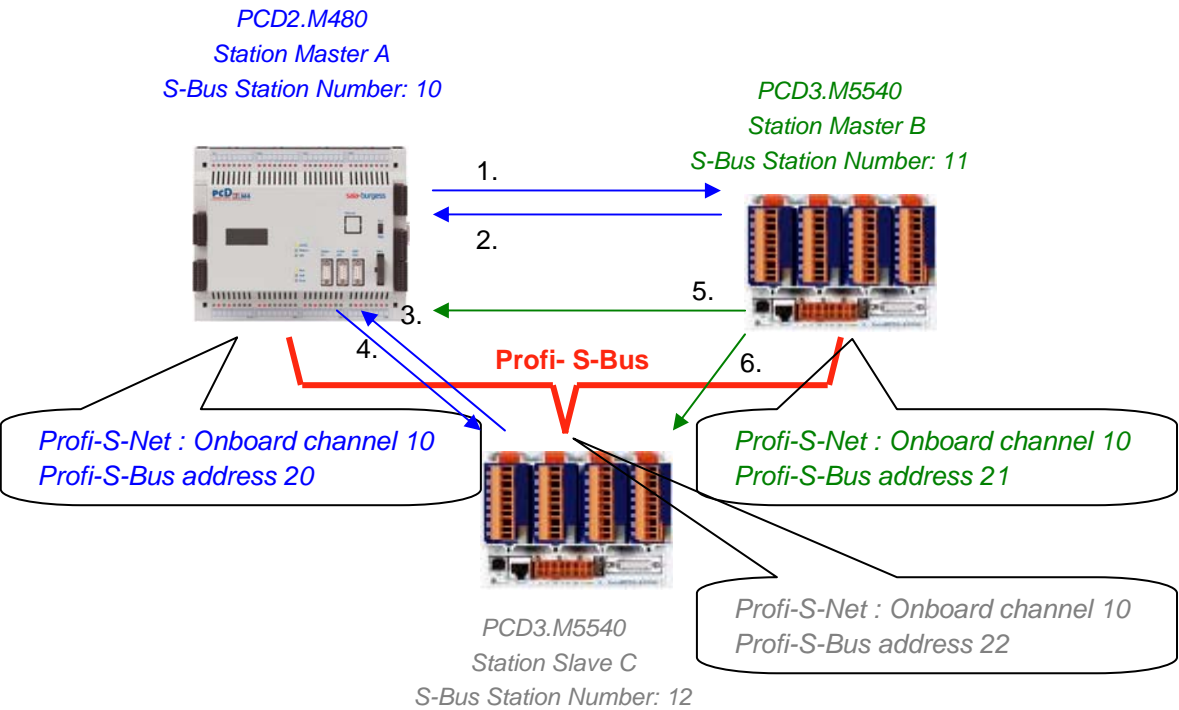 PCD2.M480
Station Master A
S-Bus Station Number: 10
PCD3.M5540
Station Master B
S-Bus Station Number: 11
PCD
saia-burgess
1.
2.
3.
4.
5.
6.
Profi- S-Bus
Profi-S-Net : Onboard channel 10
Profi-S-Bus address 20
Profi-S-Net : Onboard channel 10
Profi-S-Bus address 21
Profi-S-Net : Onboard channel 10
Profi-S-Bus address 22
PCD3.M5540
Station Slave C
S-Bus Station Number: 12